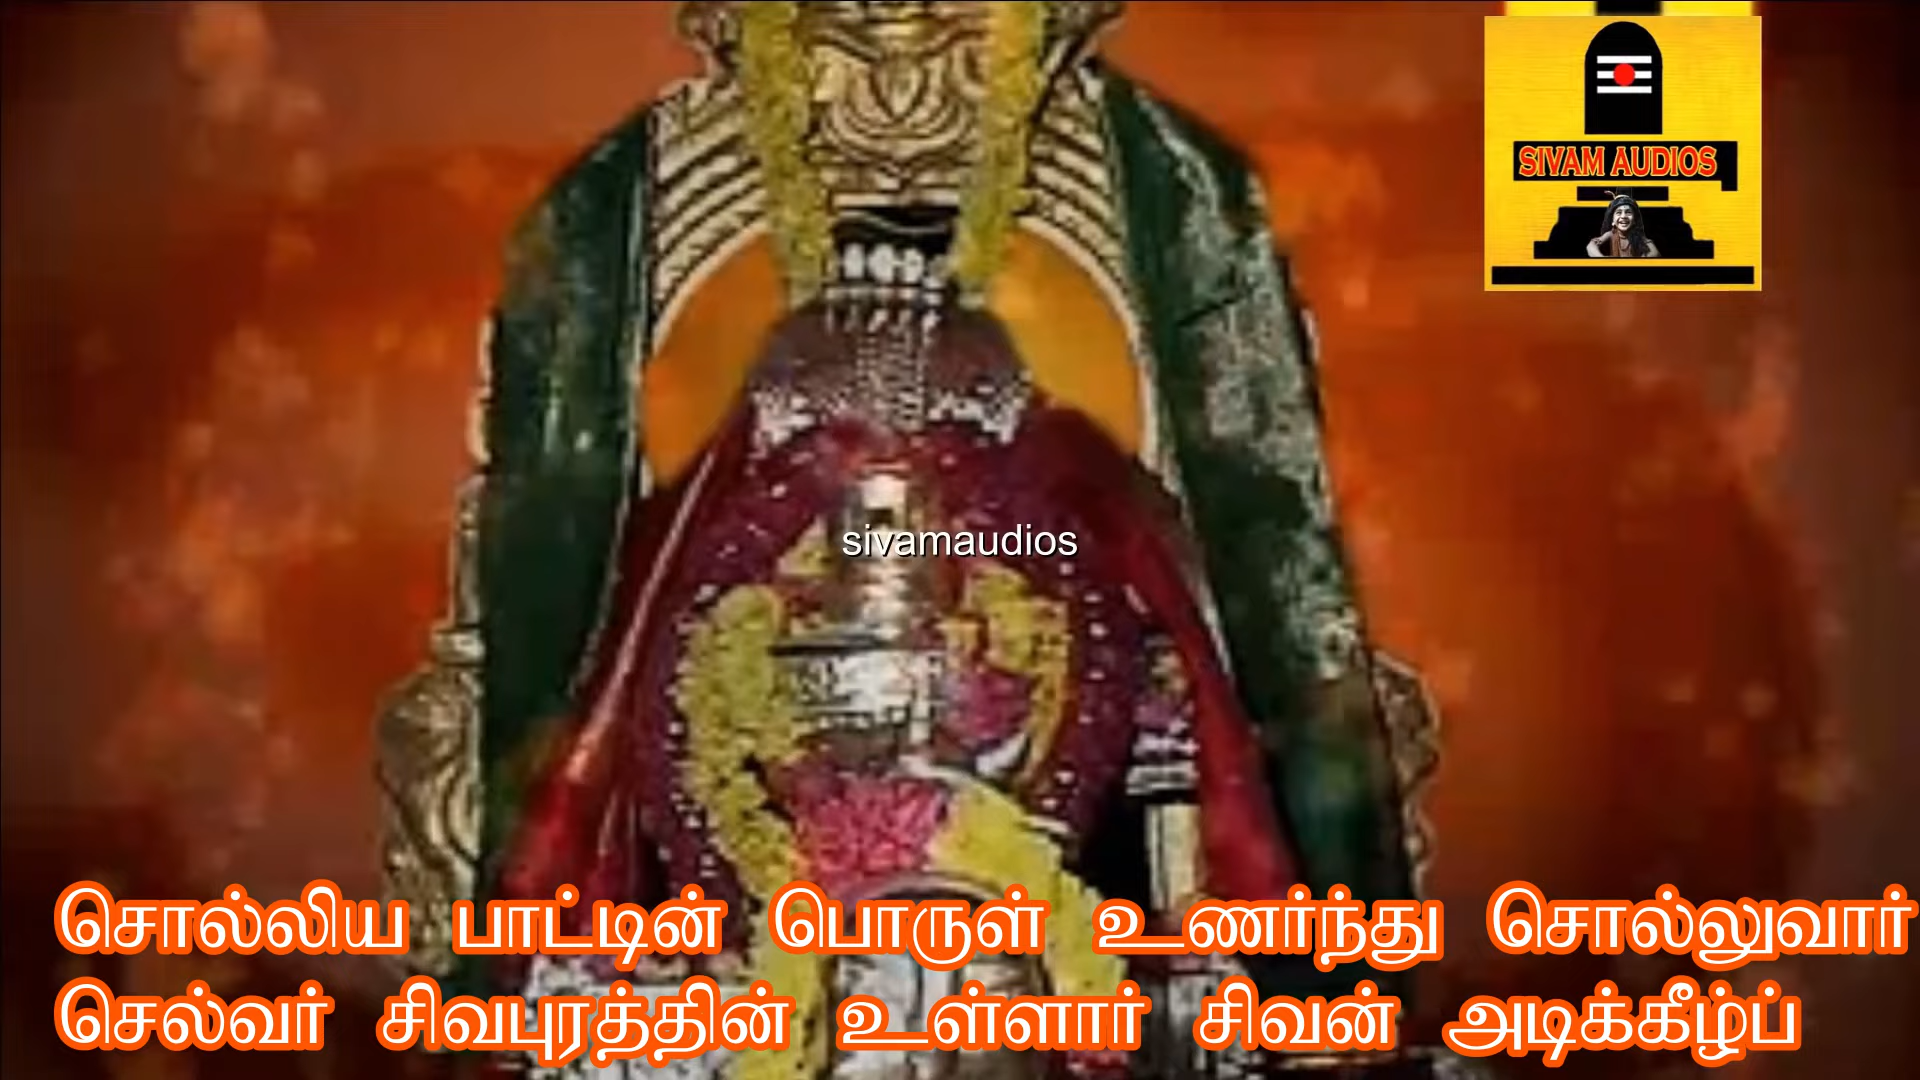 SIVAM AUDIOS
sivamaudios
சொல்லிய பாட்டின் பொருள் உணர்ந்து சொல்லுவார்
செல்வர் சிவபுரத்தின் உள்ளார் சிவன் அடிக்கீழ்ப்